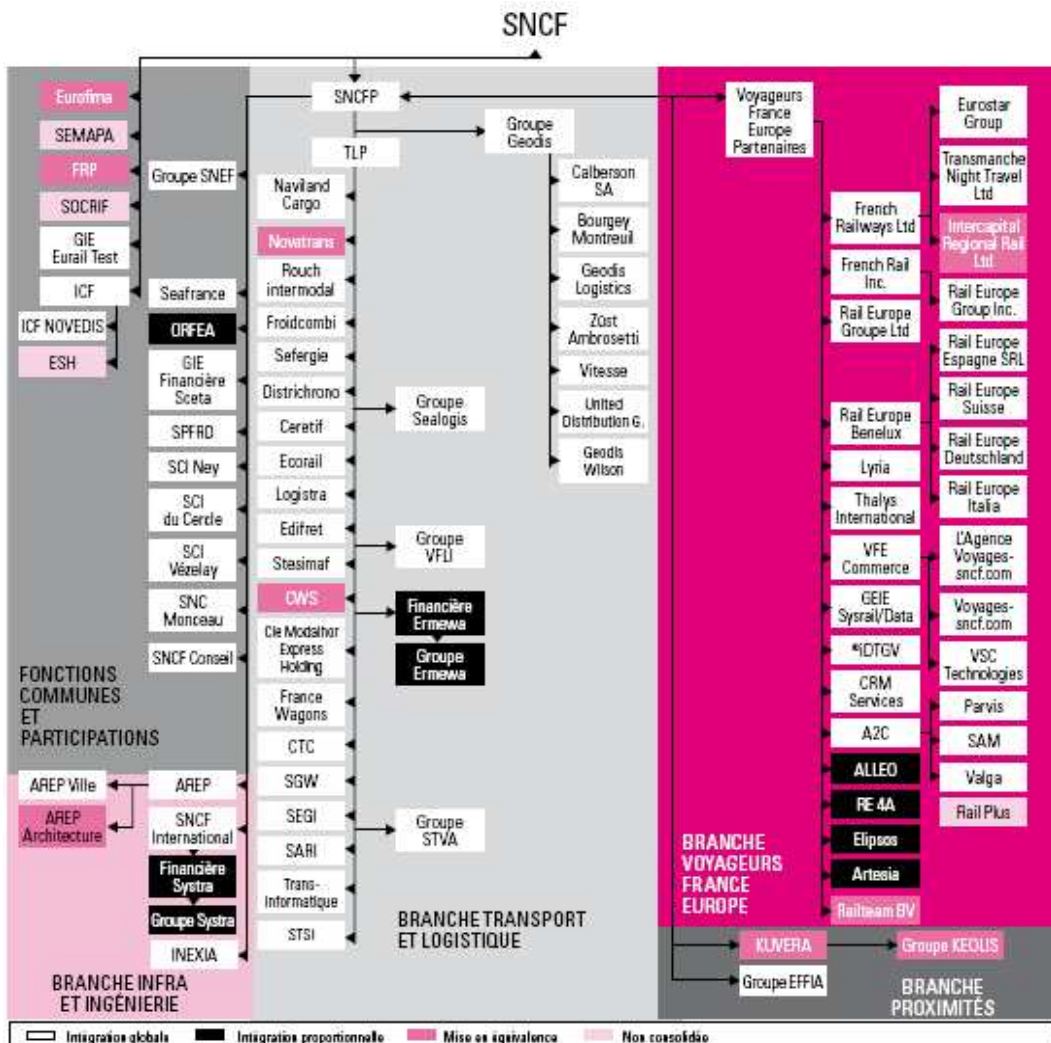 SNCF
Eurofima
SEMAPA
FRP
SOCRIF
GIE
Eurail Test
ICF
ICF NOVEDIS
ESH
Groupe SNEF
Seafrance
ORFEA
GIE
Financière
Sceta
SPFRD
SCI Ney
SCI
du Cercle
SCI
Vézelay
SNC
Monceau
SNCF Conseil
FONCTIONS
COMMUNES
ET
PARTICIPATIONS
AREP Ville
AREP
Architecture
AREP
SNCF
International
Financière
Systra
Groupe Systra
INEXIA
BRANCHE INFRA
ET INGÉNIERIE
SNCFP
TLP
Naviland
Cargo
Novatrans
Rouch
intermodal
Froidcombi
Sefergie
Districhrono
Ceretif
Ecorail
Logistra
Edifret
Stesimaf
CWS
Cie Modalhor
Express
Holding
France
Wagons
CTC
SGW
SEGI
SARI
Trans-
Informatique
STSI
Groupe
Geodis
Calberson
SA
Bourgey
Montreuil
Geodis
Logistics
Züst
Ambrosetti
Vitesse
United
Distribution G.
Geodis
Wilson
Groupe
Sealogis
Groupe
VFLI
Financière
Ermewa
Groupe
Ermewa
Groupe
STVA
BRANCHE TRANSPORT
ET LOGISTIQUE
Voyageurs
France
Europe
Partenaires
French
Railways Ltd
French Rail
Inc.
Rail Europe
Groupe Ltd
Rail Europe
Benelux
Lyria
Thalys
International
VFE
Commerce
GEIE
Sysrail/Data
*iDTGV
CRM
Services
A2C
ALLEO
RE 4A
Elipsos
Artesia
Railteam BV
Eurostar
Group
Transmanche
Night Travel
Ltd
Intercapital
Regional Rail
Ltd
Rail Europe
Group Inc.
Rail Europe
Espagne SRL
Rail Europe
Suisse
Rail Europe
Deutschland
Rail Europe
Italia
L'Agence
Voyages-
sncf.com
Voyages-
sncf.com
VSC
Technologies
Parvis
SAM
Valga
Rail Plus
BRANCHE
VOYAGEURS
FRANCE
EUROPE
KUVERA
Groupe KEOLIS
Groupe EFFIA
BRANCHE
PROXIMITÉS
Intégration globale
Intégration proportionnelle
Mise en équivalence
Non consolidée